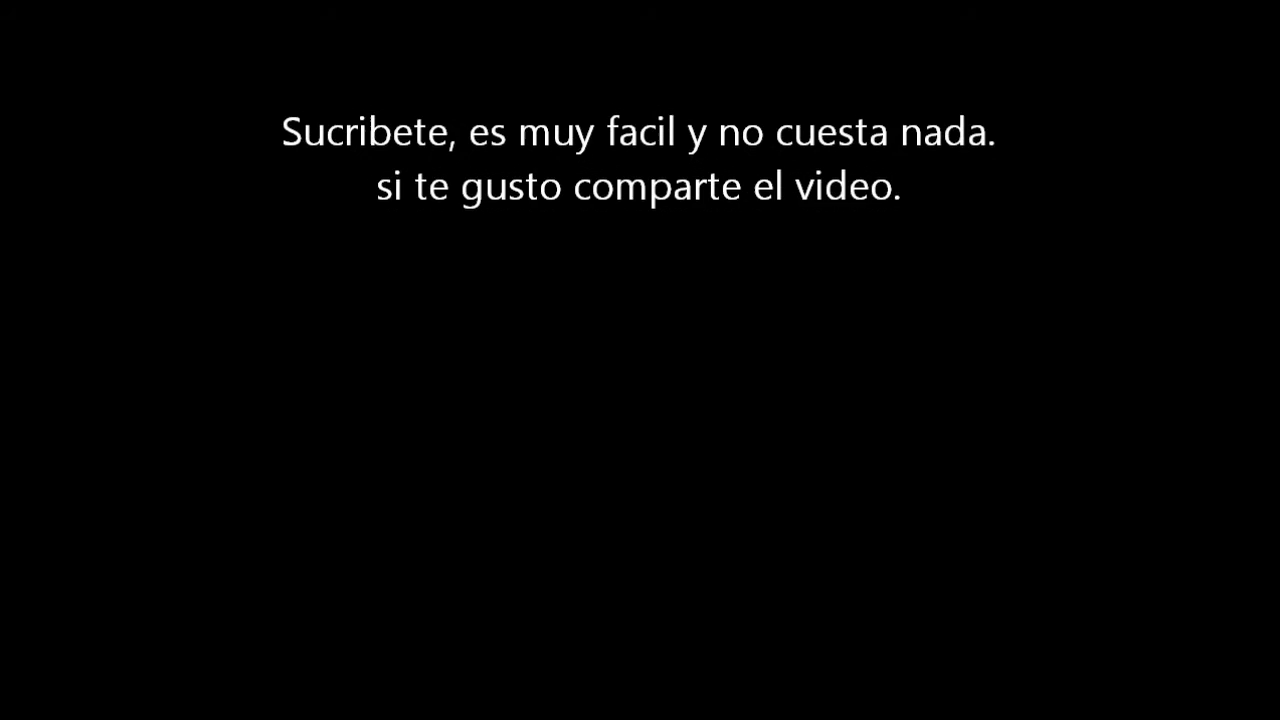 Sucribete, es muy facil y no cuesta nada.
si te gusto comparte el video.